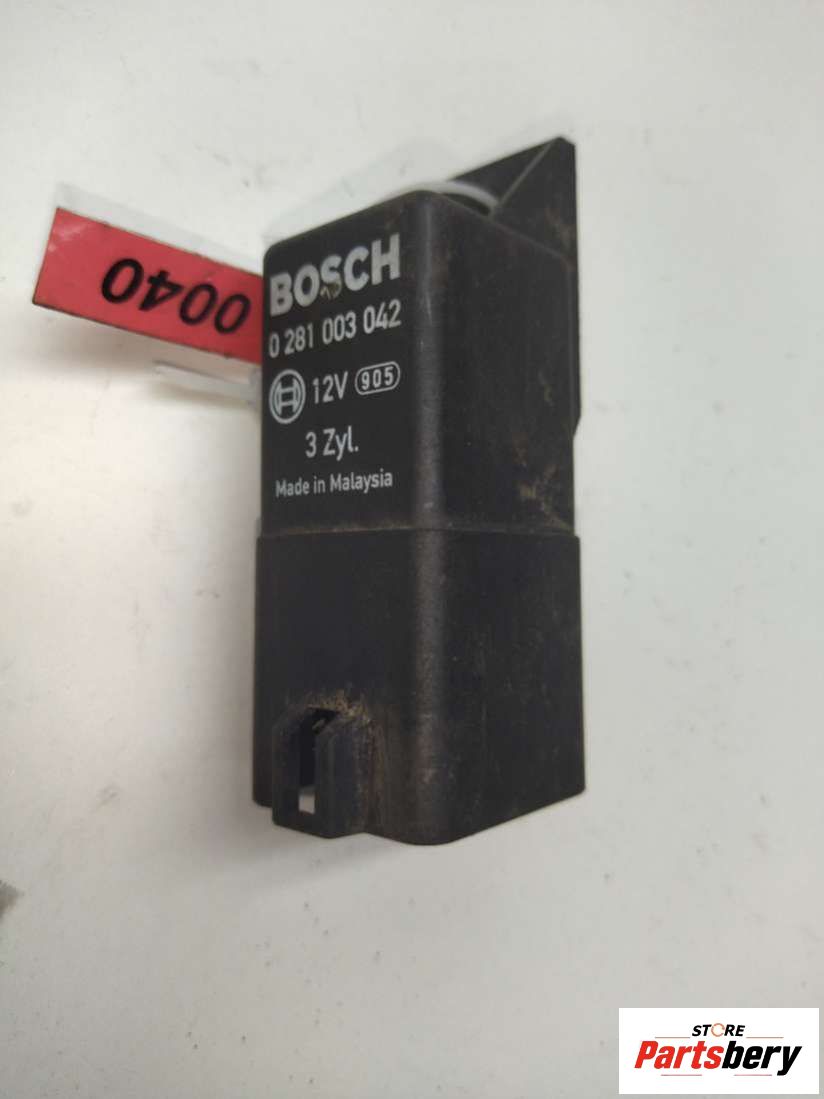 0040
BOSCH
0 281 003 042
12V 905
3 Zyl.
Made in Malaysia
STORE
Partsbery